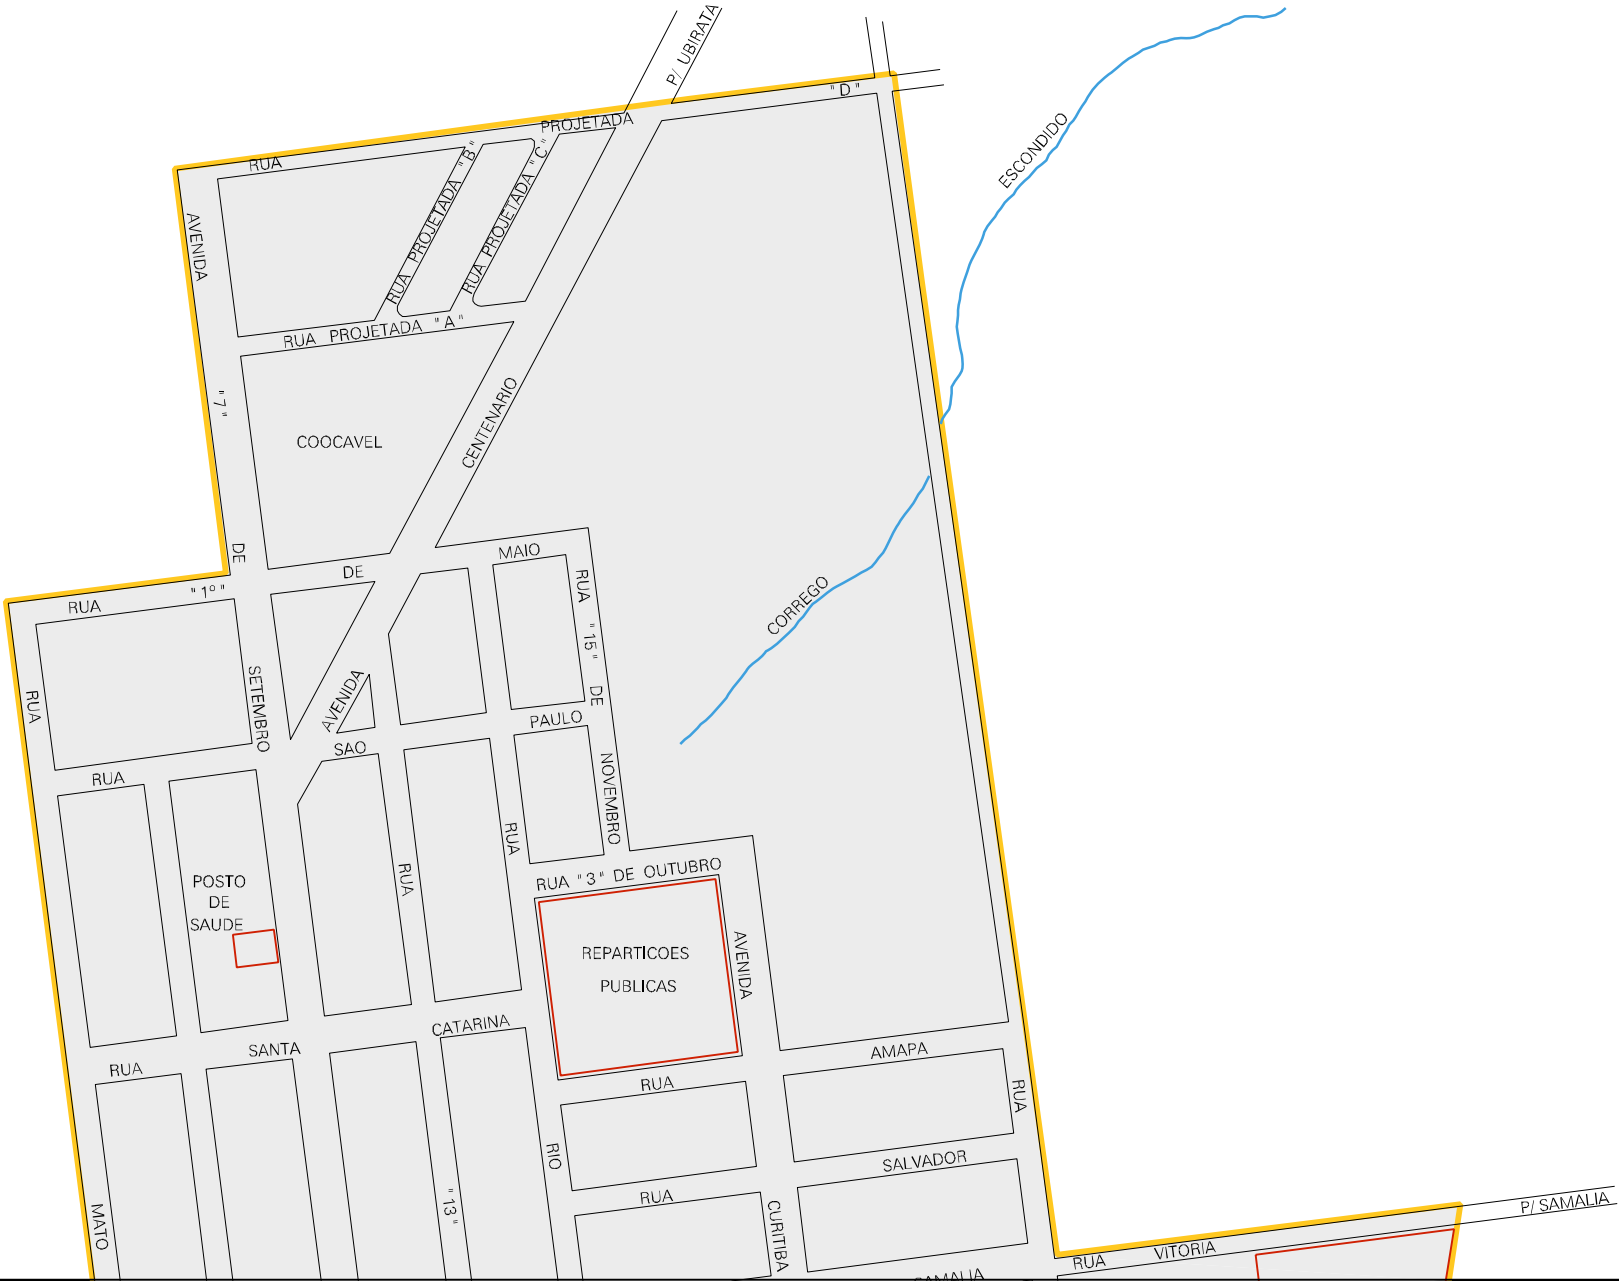 P/ UBIRATA
"D"
PROJETADA
RUA
ESCONDIDO
RUA PROJETADA "B"
RUA PROJETADA "C"
AVENIDA
RUA PROJETADA "A"
"7"
CENTENARIO
COOCAVEL
DE
MAIO
DE
"1º"
RUA
RUA
"15"
DE
NOVEMBRO
CORREGO
SETEMBRO
RUA
AVENIDA
PAULO
SAO
RUA
RUA
RUA
RUA "3" DE OUTUBRO
POSTO
DE
SAUDE
REPARTICOES
PUBLICAS
AVENIDA
CATARINA
SANTA
RUA
AMAPA
RUA
RUA
RIO
SALVADOR
RUA
"13"
MATO
CURITIBA
P/ SAMALIA
VITORIA
RUA
SAMALIA